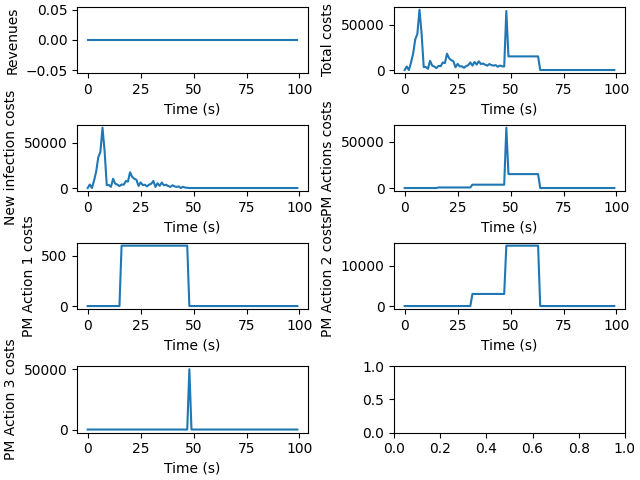 Revenues
0.05
0.00
−0.05
0 25 50 75 100
Time (s)
Total costs
50000
0
0 25 50 75 100
Time (s)
New infection costs
50000
0
0 25 50 75 100
Time (s)
PM Actions costs
50000
0
0 25 50 75 100
Time (s)
PM Action 1 costs
500
0
0 25 50 75 100
Time (s)
PM Action 2 costs
10000
0
0 25 50 75 100
Time (s)
PM Action 3 costs
50000
0
0 25 50 75 100
Time (s)
1.0
0.5
0.0
0.0 0.2 0.4 0.6 0.8 1.0